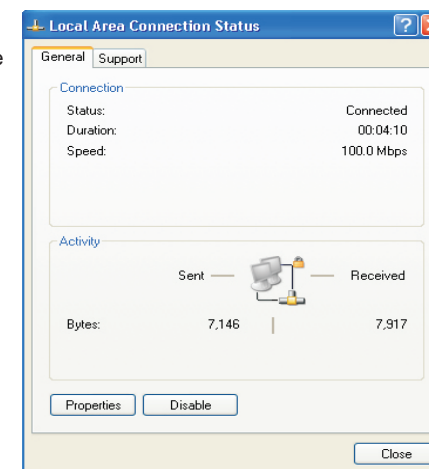 Local Area Connection Status
e
General Support
Connection
Status: Connected
Duration: 00:04:10
Speed: 100.0 Mbps
Activity
Sent — — Received
Bytes: 7,146 | 7,917
Properties Disable
Close